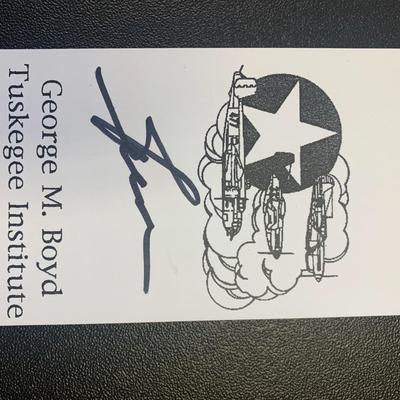 George M. Boyd
Tuskegee Institute